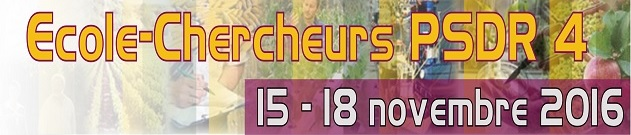 Ecole-Chercheurs PSDR 4
15 - 18 novembre 2016